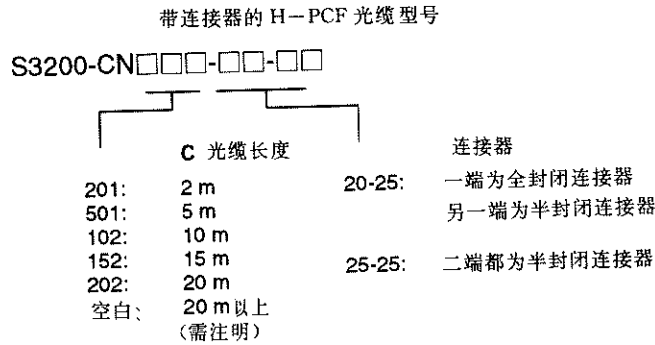 带连接器的 H-PCF 光缆型号
S3200-CN□□□-□□-□□
C 光缆长度
201: 2 m
501: 5 m
102: 10 m
152: 15 m
202: 20 m
空白: 20 m以上
(需注明)
连接器
20-25: 一端为全封闭连接器
另一端为半封闭连接器
25-25: 二端都为半封闭连接器